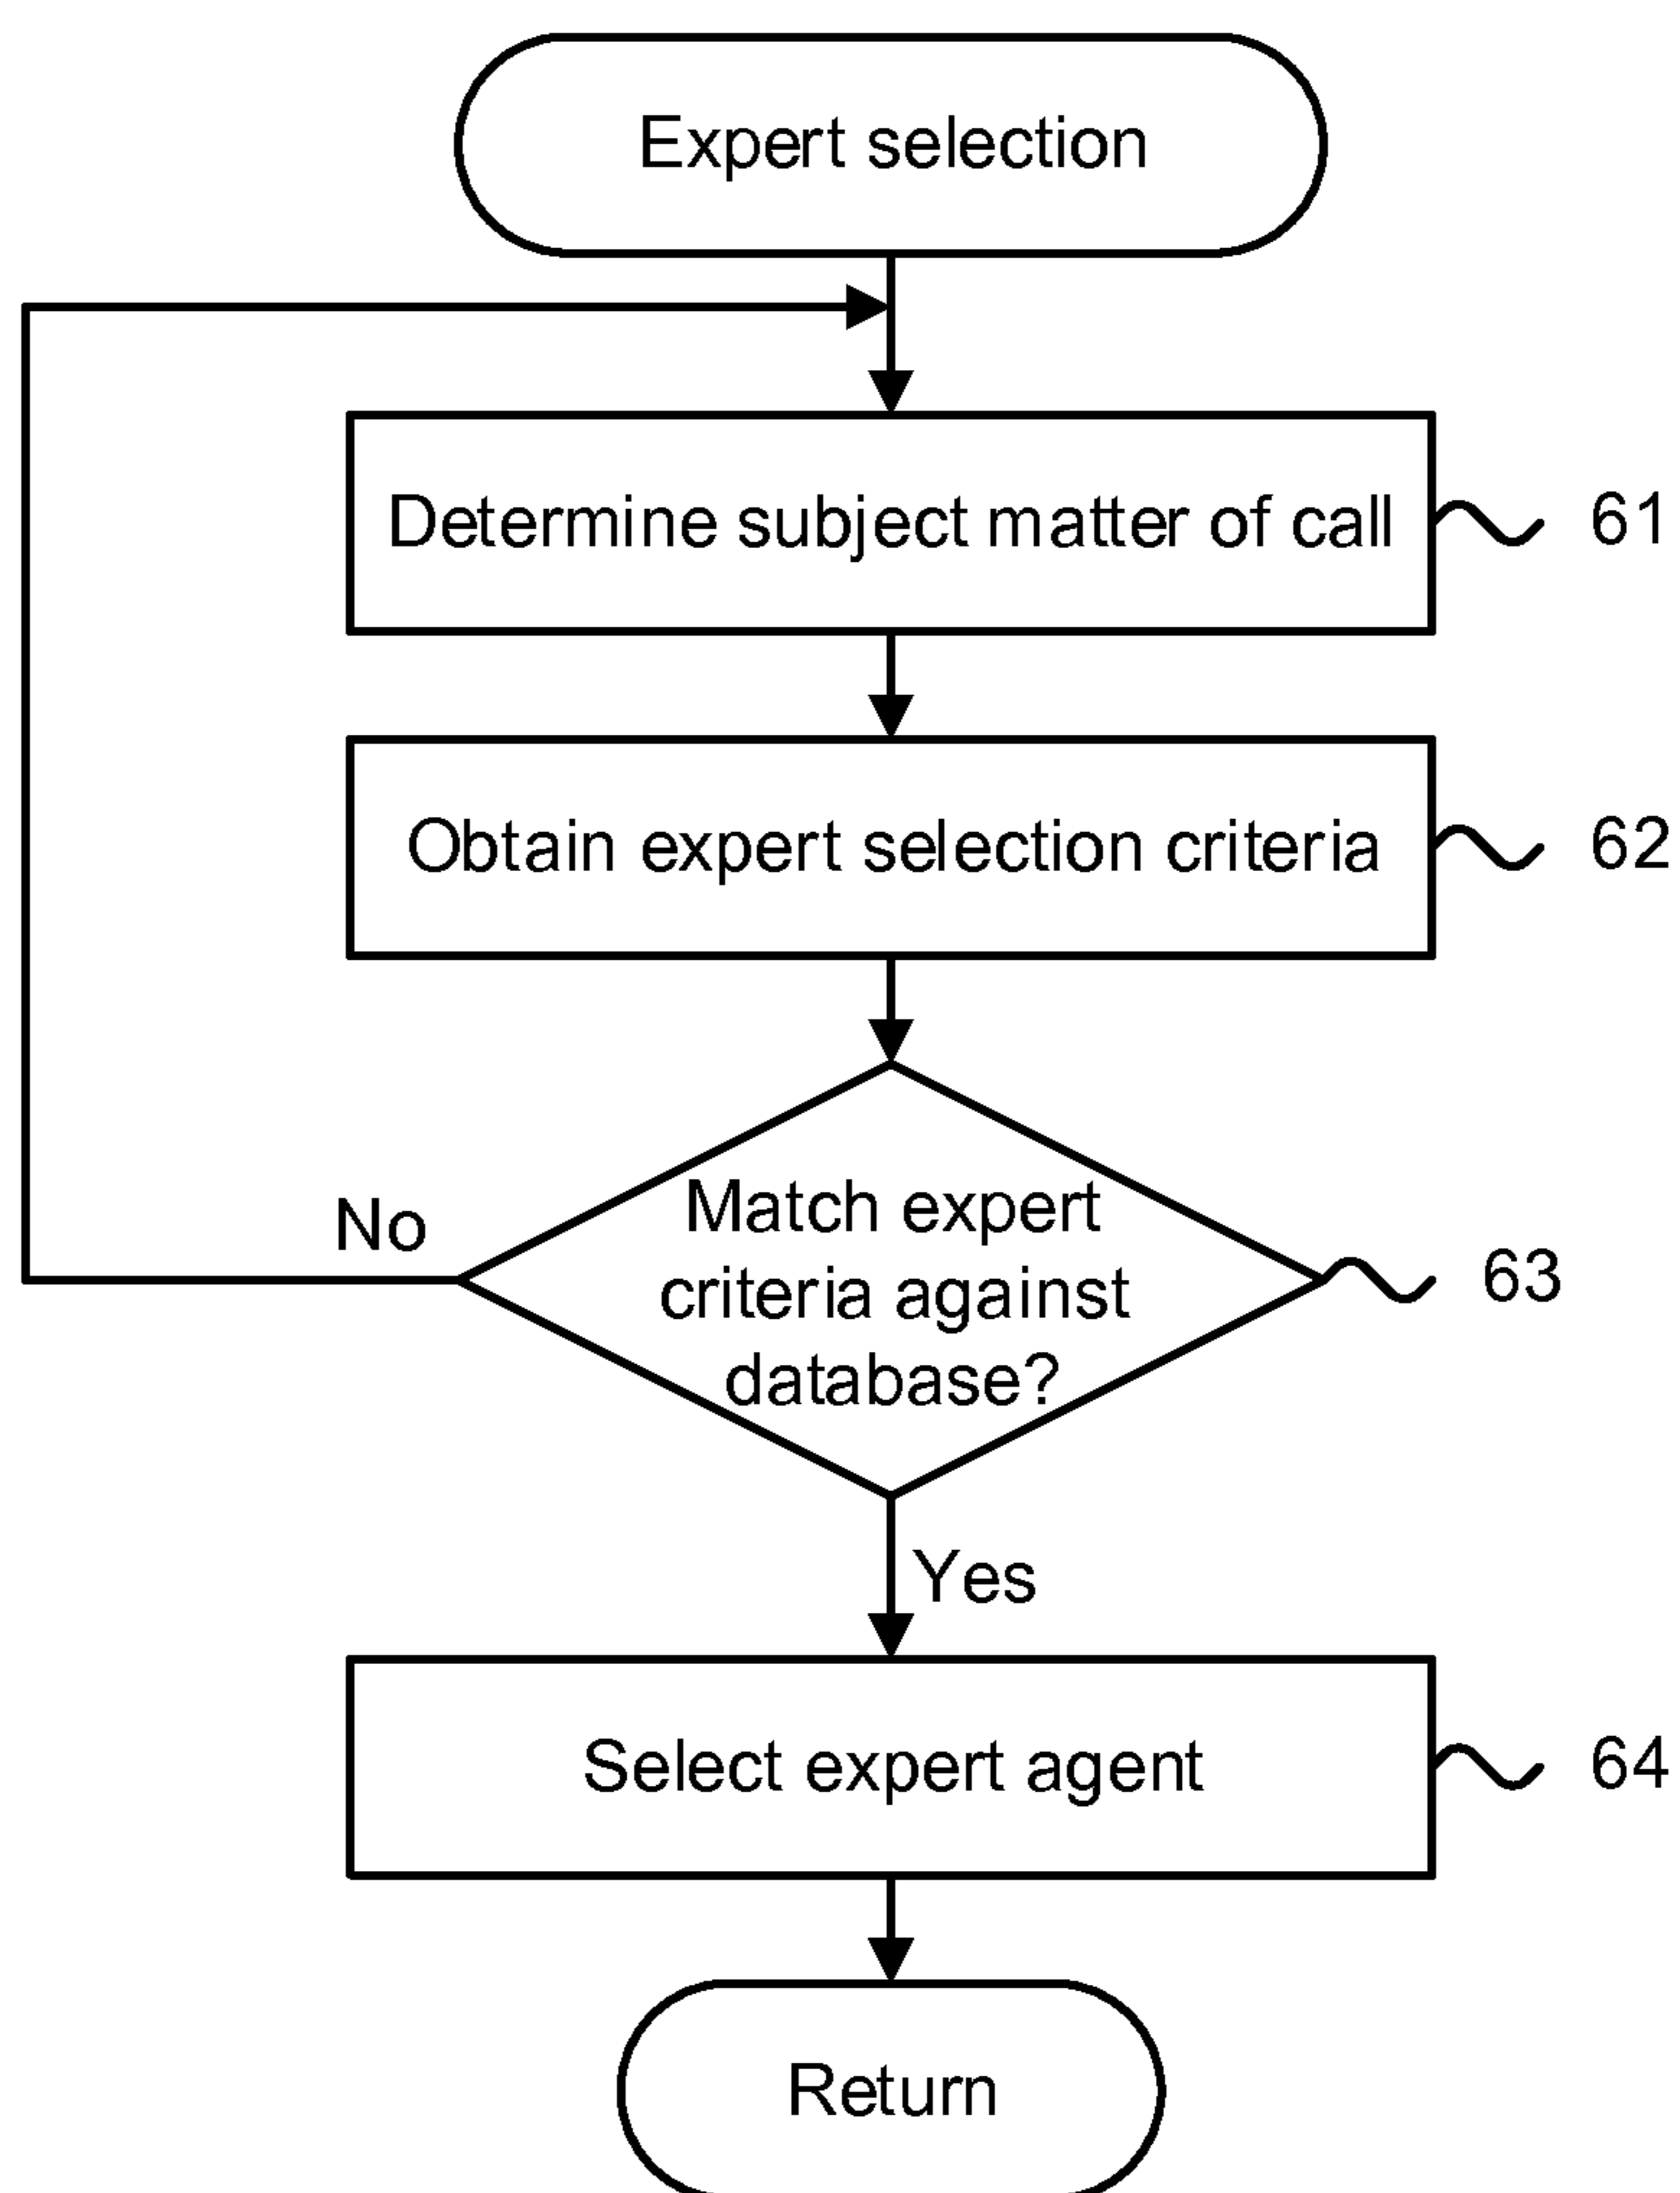 Expert selection
Determine subject matter of call
61
Obtain expert selection criteria
62
Match expert
criteria against
database?
63
No
Yes
Select expert agent
64
Return